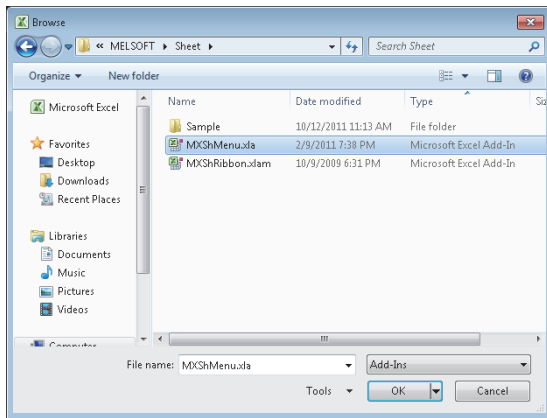 Browse
« MELSOFT ▸ Sheet ▸
Search Sheet
Organize
New folder
Microsoft Excel
Favorites
Desktop
Downloads
Recent Places
Libraries
Documents
Music
Pictures
Videos
Computer
Name Date modified Type Siz
Sample 10/12/2011 11:13 AM File folder
MXShMenu.xla 2/9/2011 7:38 PM Microsoft Excel Add-In
MXShRibbon.xlam 10/9/2009 6:31 PM Microsoft Excel Add-In
File name: MXShMenu.xla Add-Ins
Tools OK Cancel